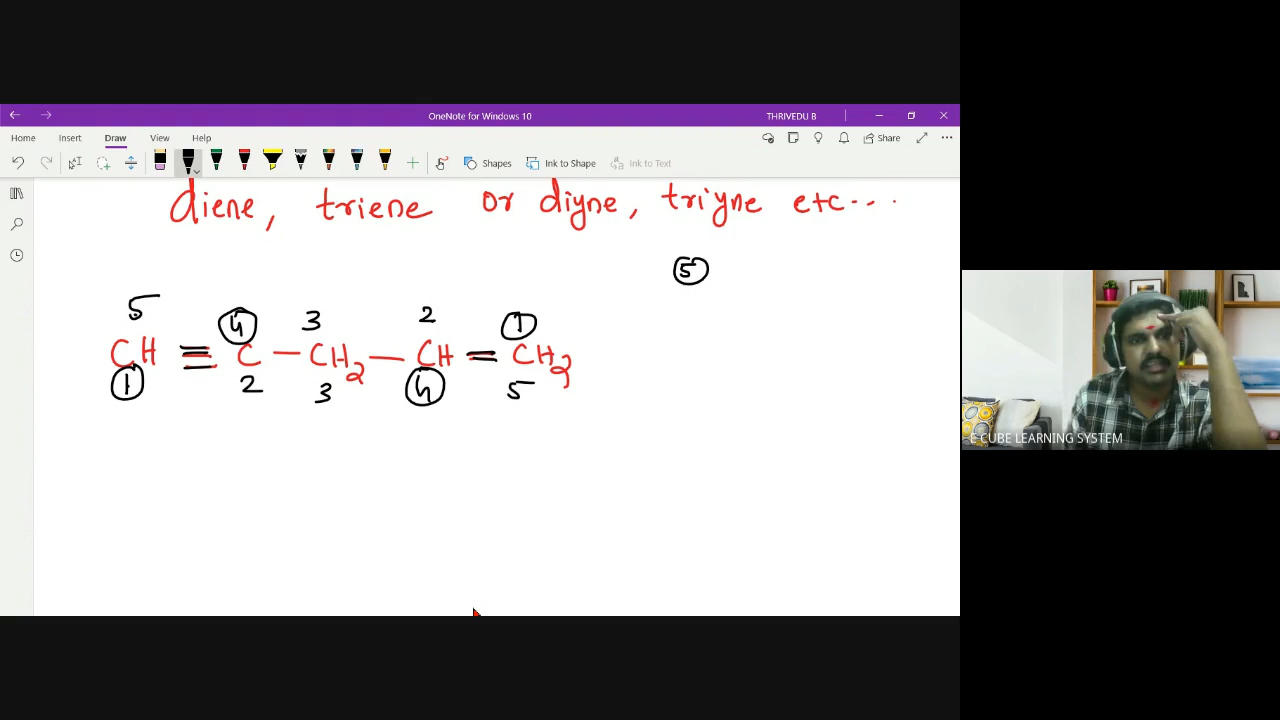 OneNote for Windows 10
THRIVEDU B
Home Insert Draw View Help
Share
Shapes Ink to Shape Ink to Text
diene, triene or diyne, triyne etc...
5
5 4 3 2 1
CH ≡ C - CH2 - CH = CH2
1 2 3 4 5
E CUBE LEARNING SYSTEM